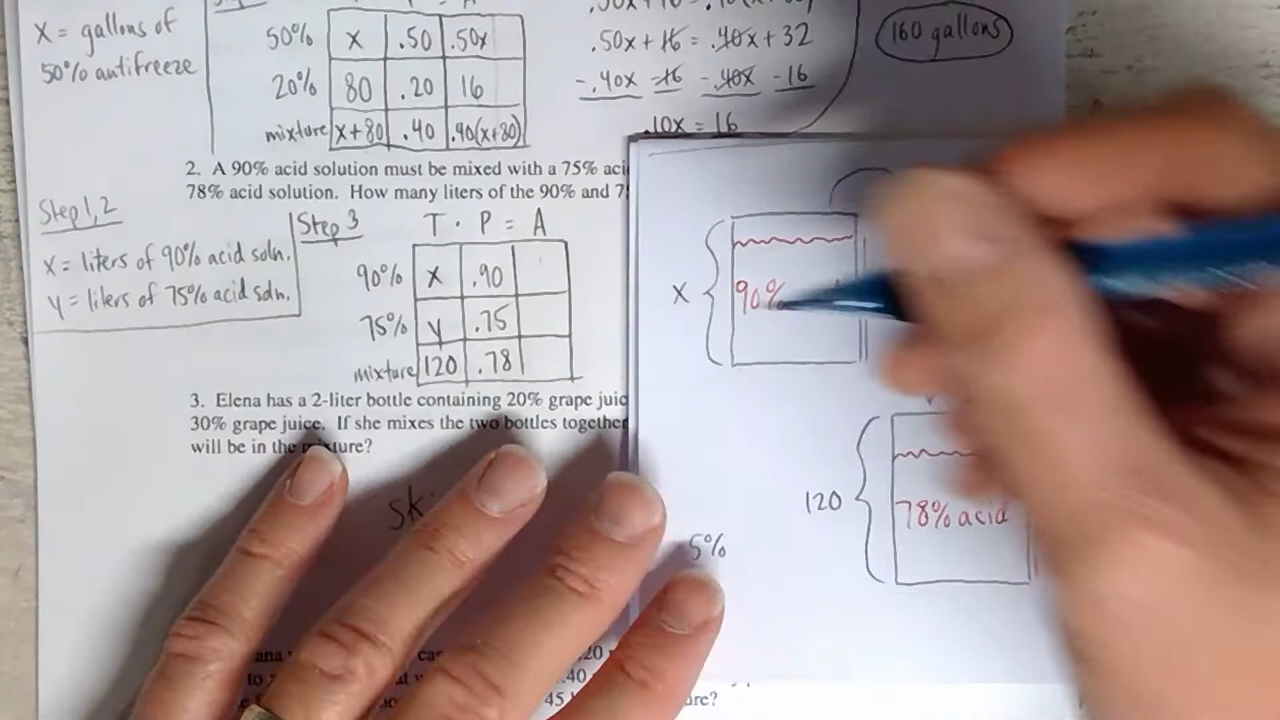 x = gallons of
50% antifreeze
50% x .50 .50x
20% 80 .20 16
mixture x+80 .40 .40(x+80)
.50x + 16 = .40x + 32
- .40x - 16 - .40x - 16
.10x = 16
160 gallons
2. A 90% acid solution must be mixed with a 75%
78% acid solution. How many liters of the 90% and
Step 1,2
x = liters of 90% acid soln.
y = liters of 75% acid soln.
Step 3
T · P = A
90% x .90
75% y .75
mixture 120 .78
3. Elena has a 2-liter bottle containing 20% grape
30% grape juice. If she mixes the two bottles together
will be in the mixture?
x
90%
120
78% acid
5%